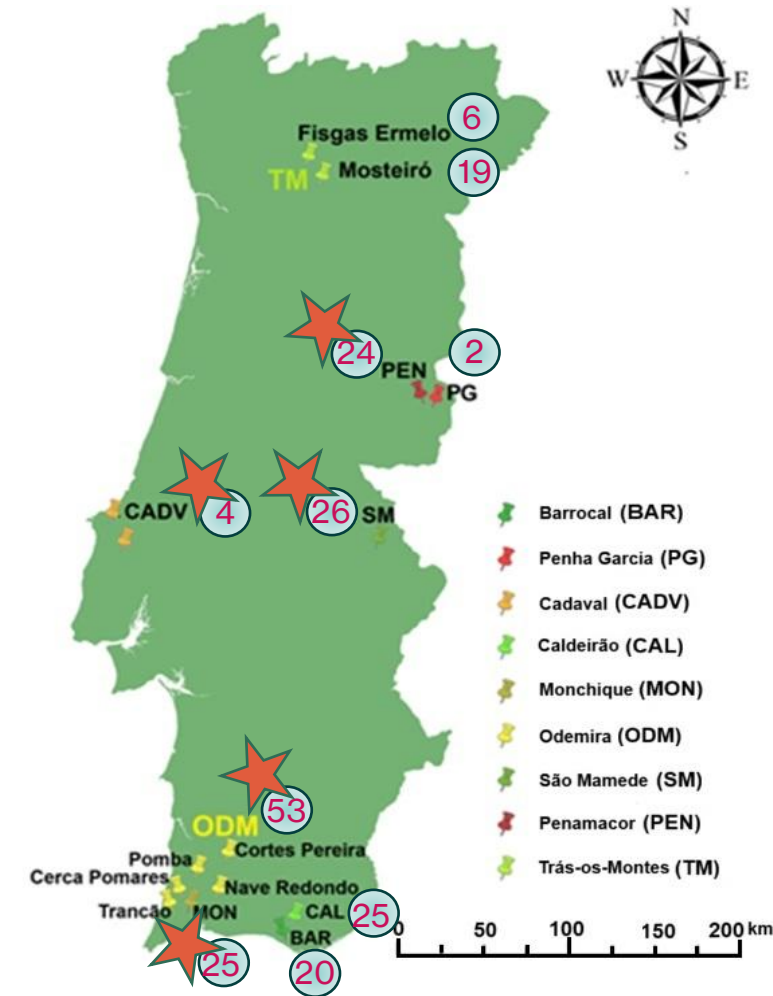 N
W E
S
Fisgas Ermelo 6
TM Mosteiró 19
24 2
PEN
PG
CADV 4 26 SM
Barrocal (BAR)
Penha Garcia (PG)
Cadaval (CADV)
Caldeirão (CAL)
Monchique (MON)
Odemira (ODM)
São Mamede (SM)
Penamacor (PEN)
Trás-os-Montes (TM)
53
ODM
Cortes Pereira
Pomba
Cerca Pomares
Nave Redondo
Trancão MON CAL 25
BAR
25 20
0 50 100 150 200 km